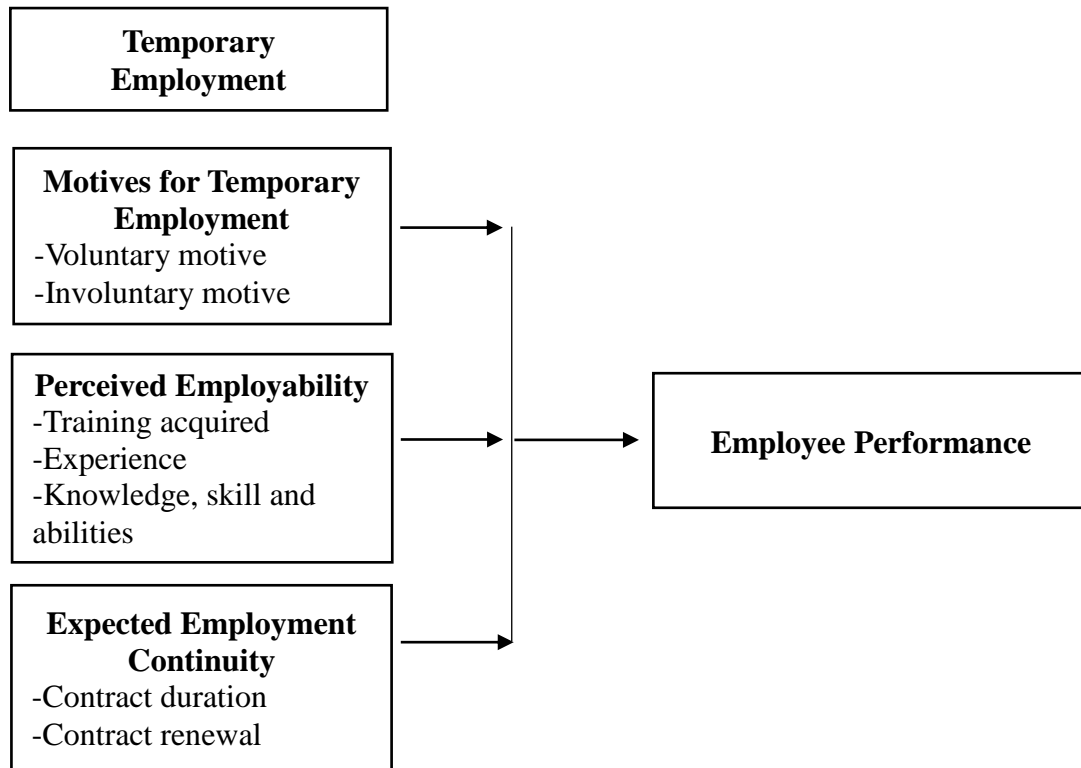 Temporary
Employment
Motives for Temporary
Employment
-Voluntary motive
-Involuntary motive
Perceived Employability
-Training acquired
-Experience
-Knowledge, skill and
abilities
Expected Employment
Continuity
-Contract duration
-Contract renewal
Employee Performance